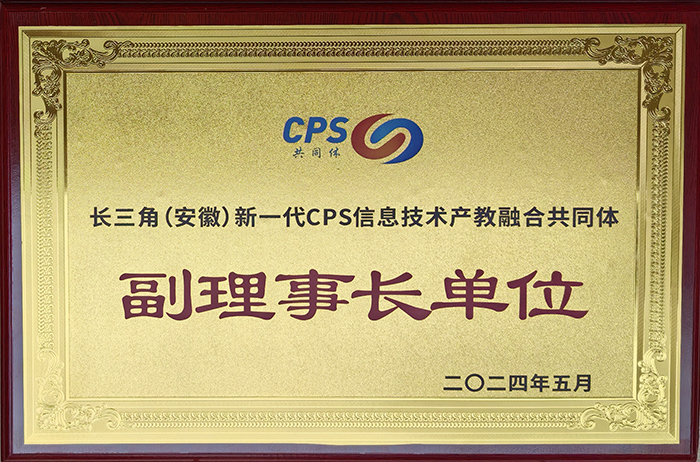 CPS
共同体
长三角（安徽）新一代CPS信息技术产教融合共同体
副理事长单位
二〇二四年五月